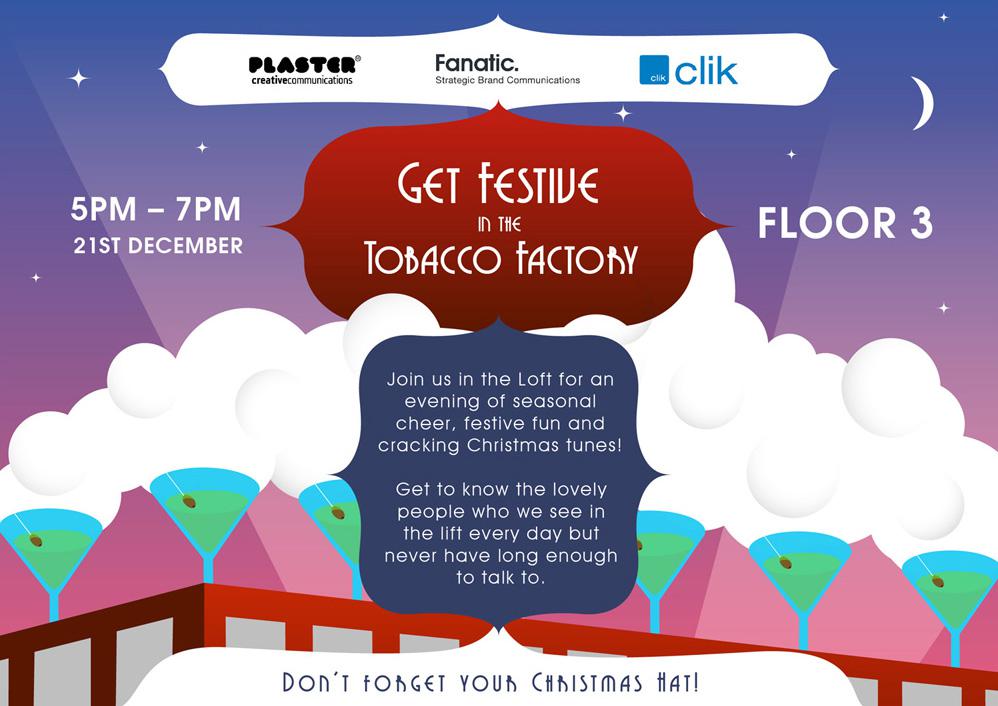 PLASTER®
creativecommunications
Fanatic.
Strategic Brand Communications
clik clik
5PM – 7PM
21ST DECEMBER
GET FESTIVE
IN THE
TOBACCO FACTORY
FLOOR 3
Join us in the Loft for an
evening of seasonal
cheer, festive fun and
cracking Christmas tunes!
Get to know the lovely
people who we see in
the lift every day but
never have long enough
to talk to.
DON'T FORGET YOUR CHRISTMAS HAT!